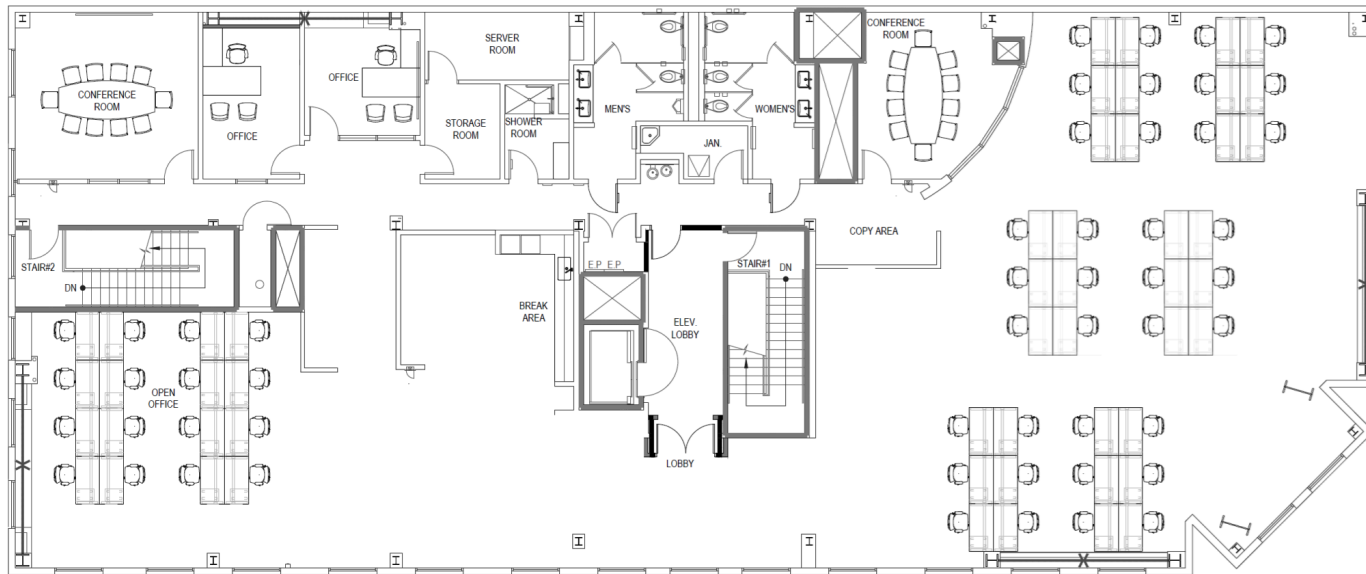 CONFERENCE
ROOM
OFFICE
OFFICE
SERVER
ROOM
STORAGE
ROOM
SHOWER
ROOM
MEN'S
WOMEN'S
JAN.
CONFERENCE
ROOM
STAIR#2
DN
OPEN
OFFICE
BREAK
AREA
E.P E.P
ELEV.
LOBBY
STAIR#1
DN
COPY AREA
LOBBY